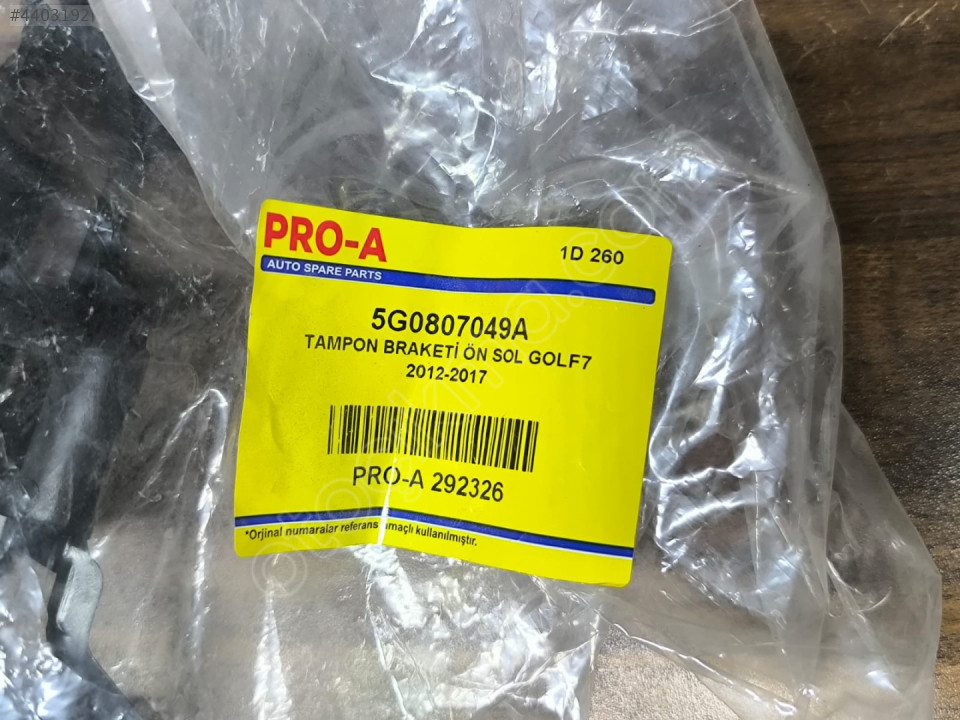 #4403192
PRO-A
1D 260
AUTO SPARE PARTS
5G0807049A
TAMPON BRAKETİ ÖN SOL GOLF7
2012-2017
PRO-A 292326
*Orjinal numaralar referans amaçlı kullanılmıştır.